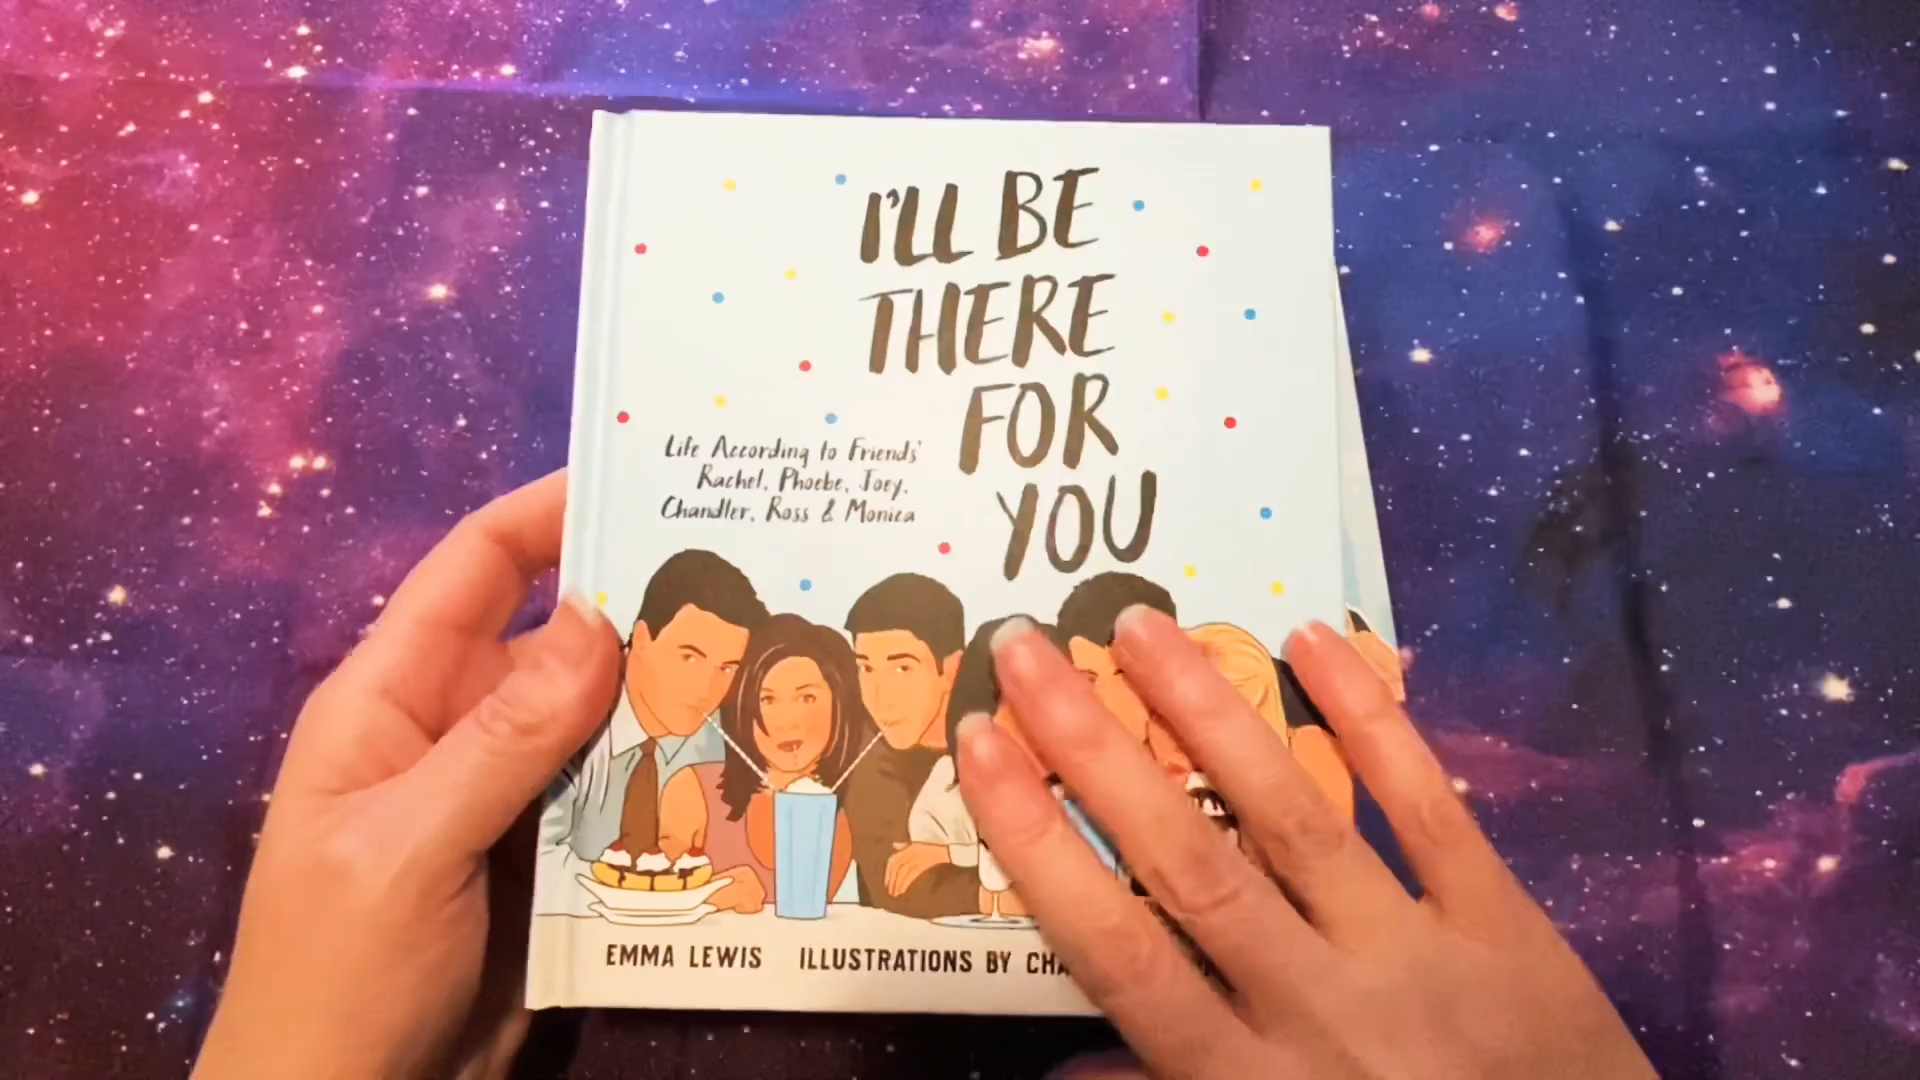 I'LL BE
THERE
FOR
YOU
Life According to Friends'
Rachel, Phoebe, Joey,
Chandler, Ross & Monica
EMMA LEWIS ILLUSTRATIONS BY